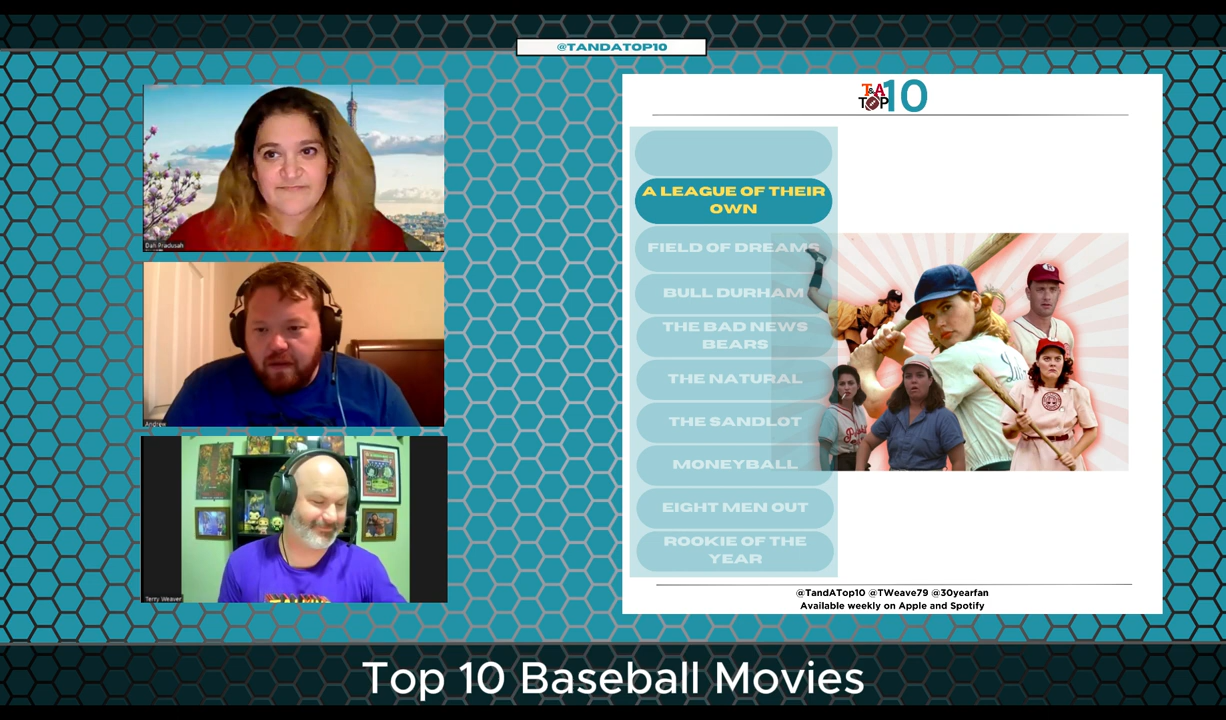 @TANDATOP10
T&A
TOP 10
A LEAGUE OF THEIR
OWN
FIELD OF DREAMS
BULL DURHAM
THE BAD NEWS
BEARS
THE NATURAL
THE SANDLOT
MONEYBALL
EIGHT MEN OUT
ROOKIE OF THE
YEAR
Andrew
Terry Weaver
@TandATop10 @TWeave79 @30yearfan
Available weekly on Apple and Spotify
Top 10 Baseball Movies